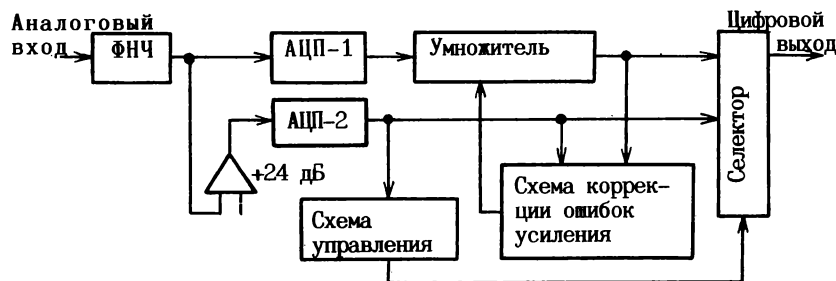 Аналоговый
вход
ФНЧ
АЦП-1
Умножитель
Цифровой
выход
АЦП-2
Селектор
+24 дБ
Схема
управления
Схема коррек-
ции ошибок
усиления